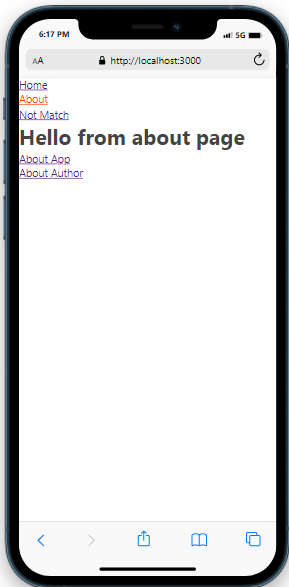 6:17 PM
5G
AA
http://localhost:3000
Home
About
Not Match
Hello from about page
About App
About Author